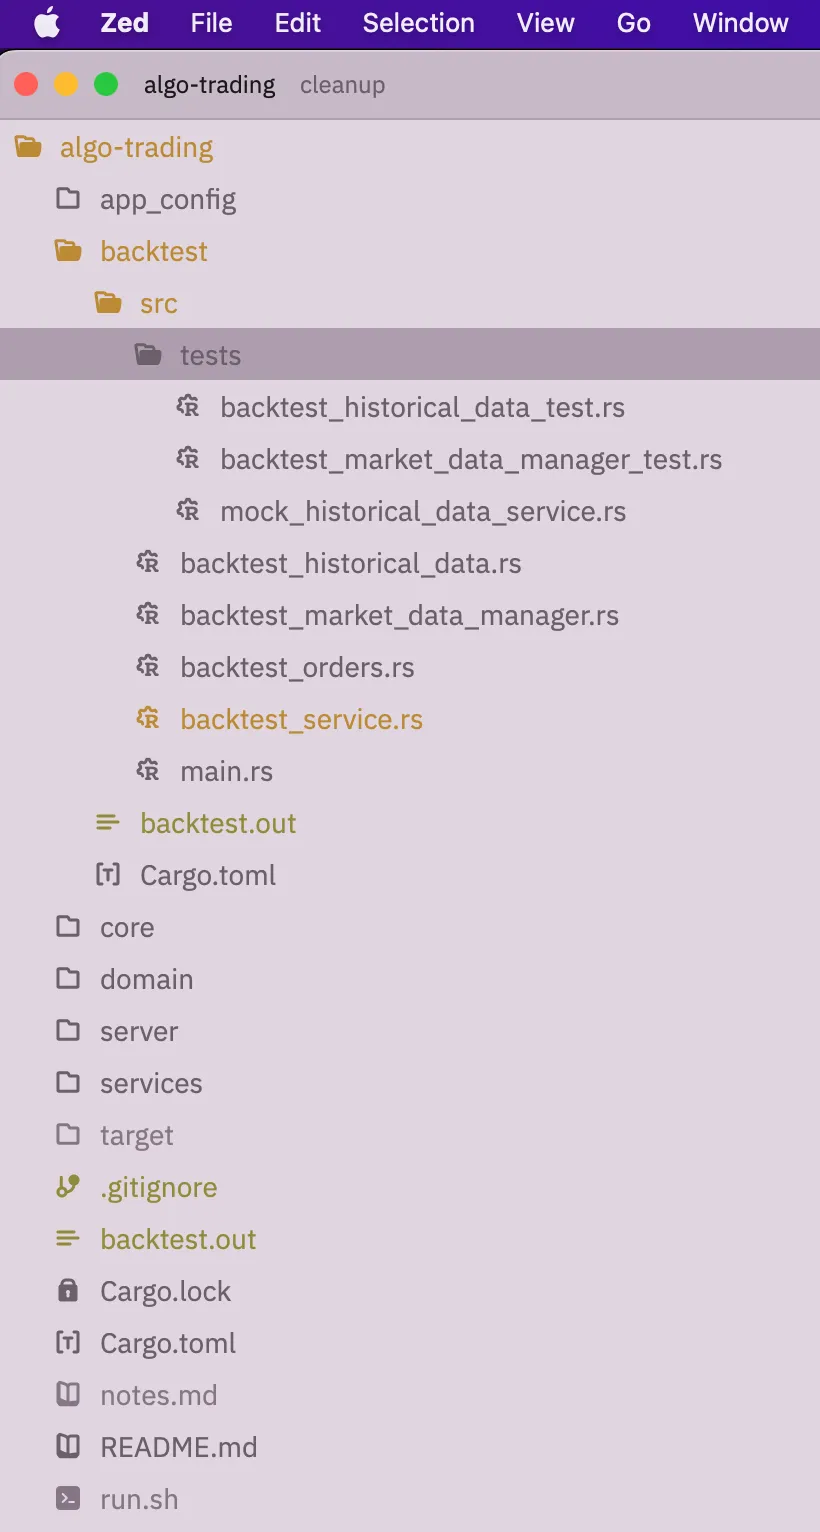 Zed File Edit Selection View Go Window
algo-trading cleanup
algo-trading
app_config
backtest
src
tests
backtest_historical_data_test.rs
backtest_market_data_manager_test.rs
mock_historical_data_service.rs
backtest_historical_data.rs
backtest_market_data_manager.rs
backtest_orders.rs
backtest_service.rs
main.rs
backtest.out
Cargo.toml
core
domain
server
services
target
.gitignore
backtest.out
Cargo.lock
Cargo.toml
notes.md
README.md
run.sh